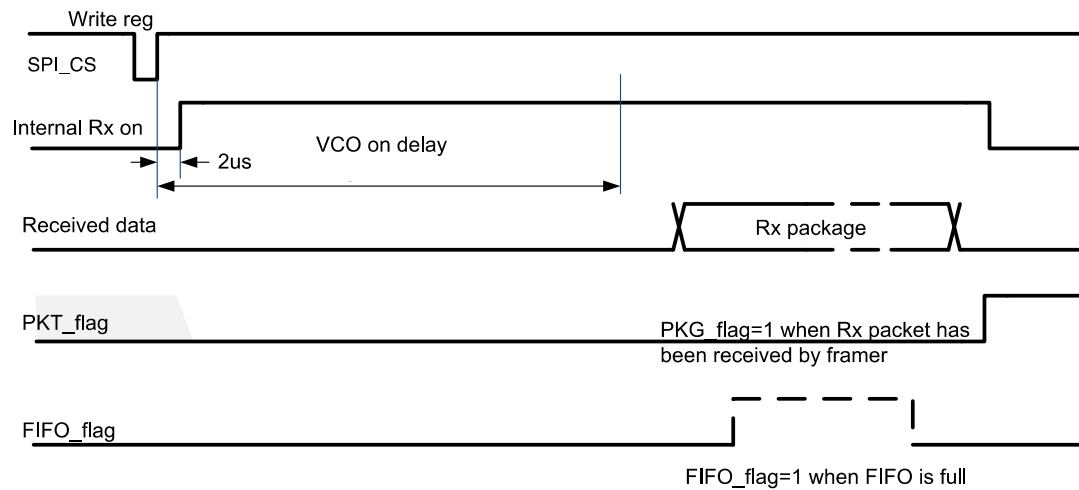 Write reg
SPI_CS
Internal Rx on
VCO on delay
2us
Received data
Rx package
PKT_flag
PKG_flag=1 when Rx packet has
been received by framer
FIFO_flag
FIFO_flag=1 when FIFO is full